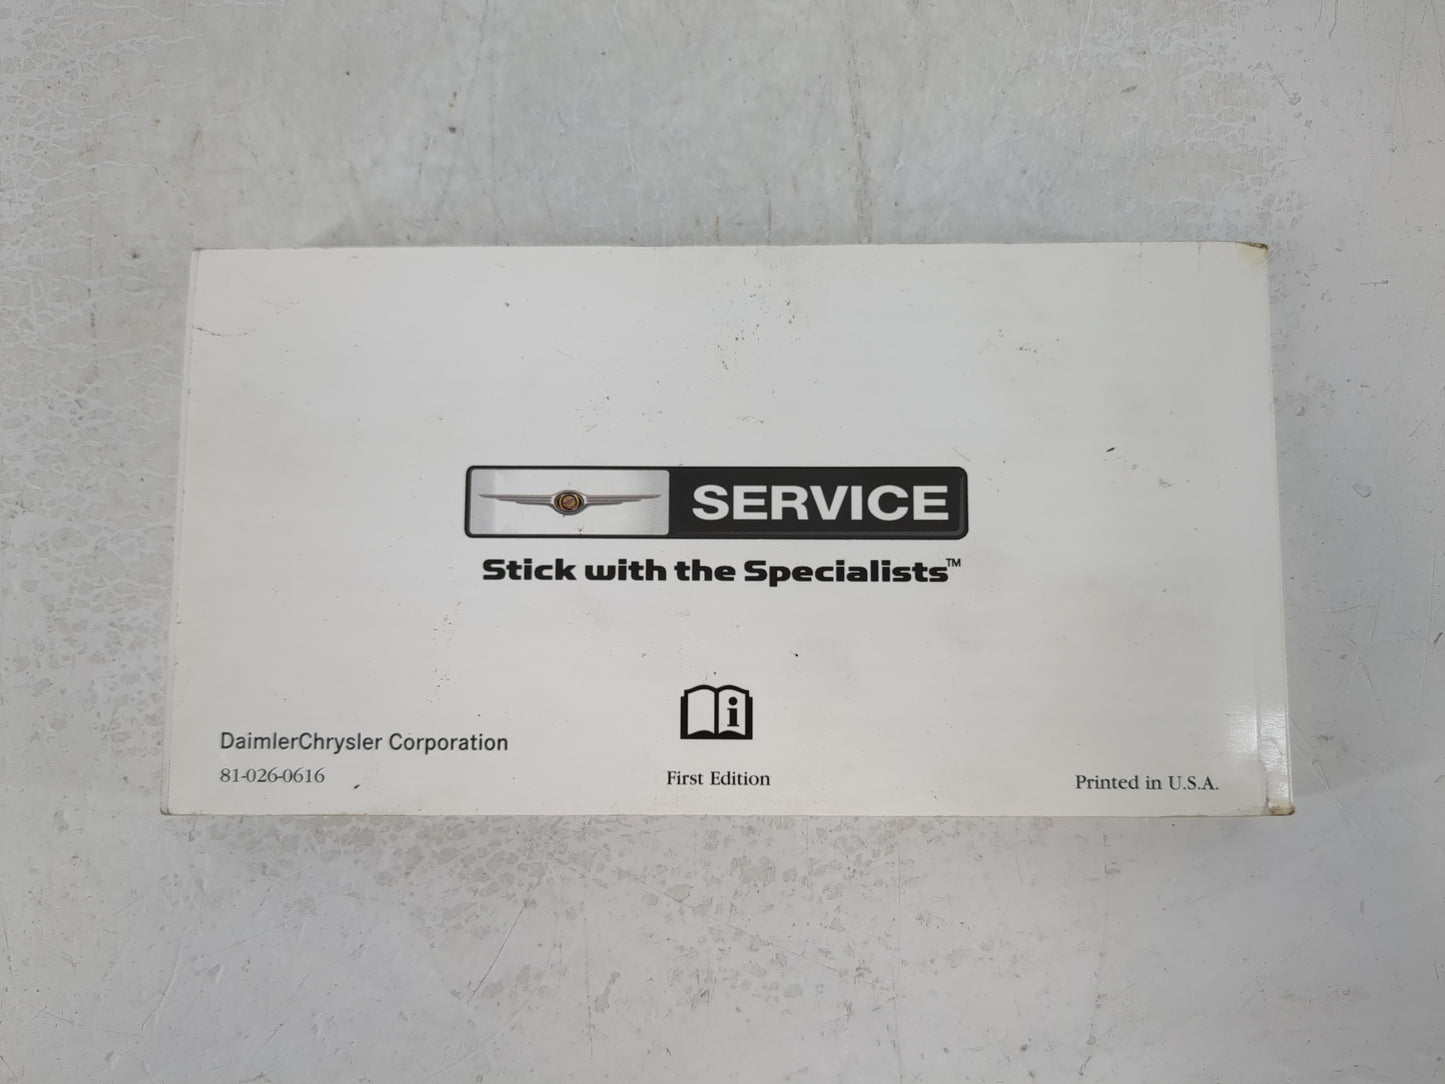 SERVICE
Stick with the Specialists™
i
DaimlerChrysler Corporation
81-026-0616
First Edition
Printed in U.S.A.